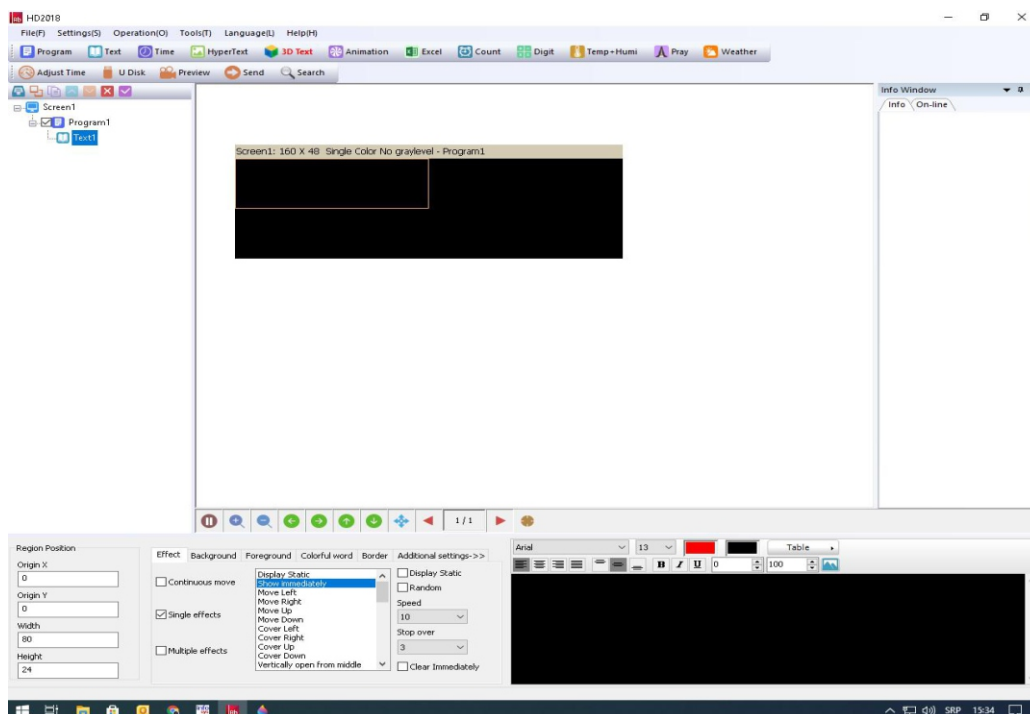 HD2018
File(F) Settings(S) Operation(O) Tools(T) Language(L) Help(H)
Program Text Time HyperText 3D Text Animation Excel Count Digit Temp+Humi Pray Weather
Adjust Time U Disk Preview Send Search
Screen1
Program1
Text1
Screen1: 160 X 48 Single Color No graylevel - Program1
Info Window
Info On-line
1/1
Region Position
Origin X
0
Origin Y
0
Width
80
Height
24
Effect Background Foreground Colorful word Border Additional settings->>
Continuous move
Single effects
Multiple effects
Display Static
Show immediately
Move Left
Move Right
Move Up
Move Down
Cover Left
Cover Right
Cover Up
Cover Down
Vertically open from middle
Display Static
Random
Speed
10
Stop over
3
Clear Immediately
Arial 13 Table
B I U 0 100
SRP 15:34